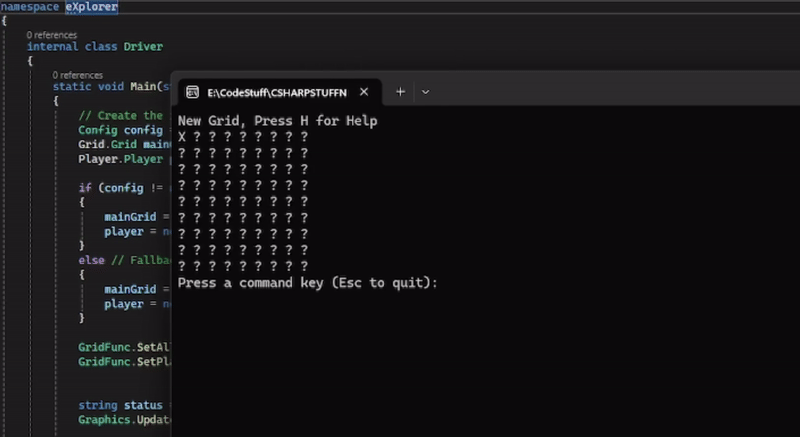 namespace eXplorer
{
0 references
internal class Driver
{
0 references
static void Main(s
{
// Create the
Config config =
Grid.Grid main
Player.Player p
if (config !=
{
mainGrid =
player = n
}
else // Fallba
{
mainGrid =
player = n
}
GridFunc.SetAl
GridFunc.SetPl
string status =
Graphics.Updat
E:\CodeStuff\CSHARPSTUFFN × +
New Grid, Press H for Help
X ? ? ? ? ? ? ? ?
? ? ? ? ? ? ? ? ?
? ? ? ? ? ? ? ? ?
? ? ? ? ? ? ? ? ?
? ? ? ? ? ? ? ? ?
? ? ? ? ? ? ? ? ?
? ? ? ? ? ? ? ? ?
? ? ? ? ? ? ? ? ?
? ? ? ? ? ? ? ? ?
Press a command key (Esc to quit):